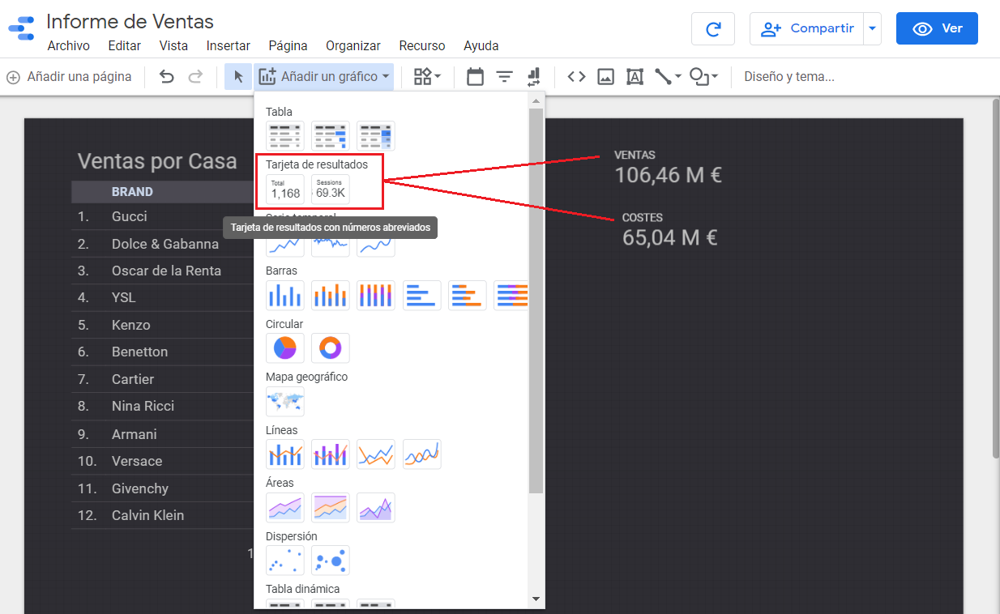 Informe de Ventas
Archivo Editar Vista Insertar Página Organizar Recurso Ayuda
Compartir
Ver
Añadir una página
Añadir un gráfico
Diseño y tema...
Tabla
Tarjeta de resultados
Total
1,168
Sessions
69.3K
Tarjeta de resultados con números abreviados
Barras
Circular
Mapa geográfico
Líneas
Áreas
Dispersión
Tabla dinámica
Ventas por Casa
BRAND
1. Gucci
2. Dolce & Gabanna
3. Oscar de la Renta
4. YSL
5. Kenzo
6. Benetton
7. Cartier
8. Nina Ricci
9. Armani
10. Versace
11. Givenchy
12. Calvin Klein
1
VENTAS
106,46 M €
COSTES
65,04 M €